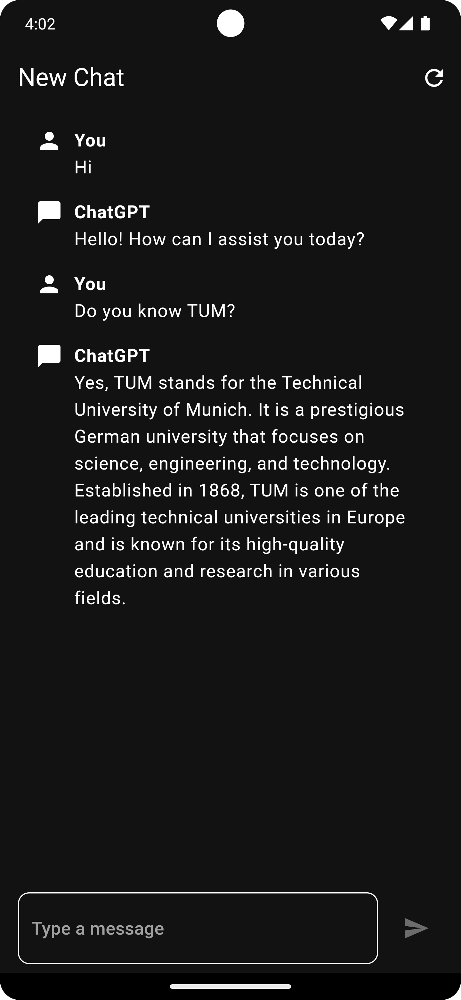 4:02
New Chat
You
Hi
ChatGPT
Hello! How can I assist you today?
You
Do you know TUM?
ChatGPT
Yes, TUM stands for the Technical
University of Munich. It is a prestigious
German university that focuses on
science, engineering, and technology.
Established in 1868, TUM is one of the
leading technical universities in Europe
and is known for its high-quality
education and research in various
fields.
Type a message